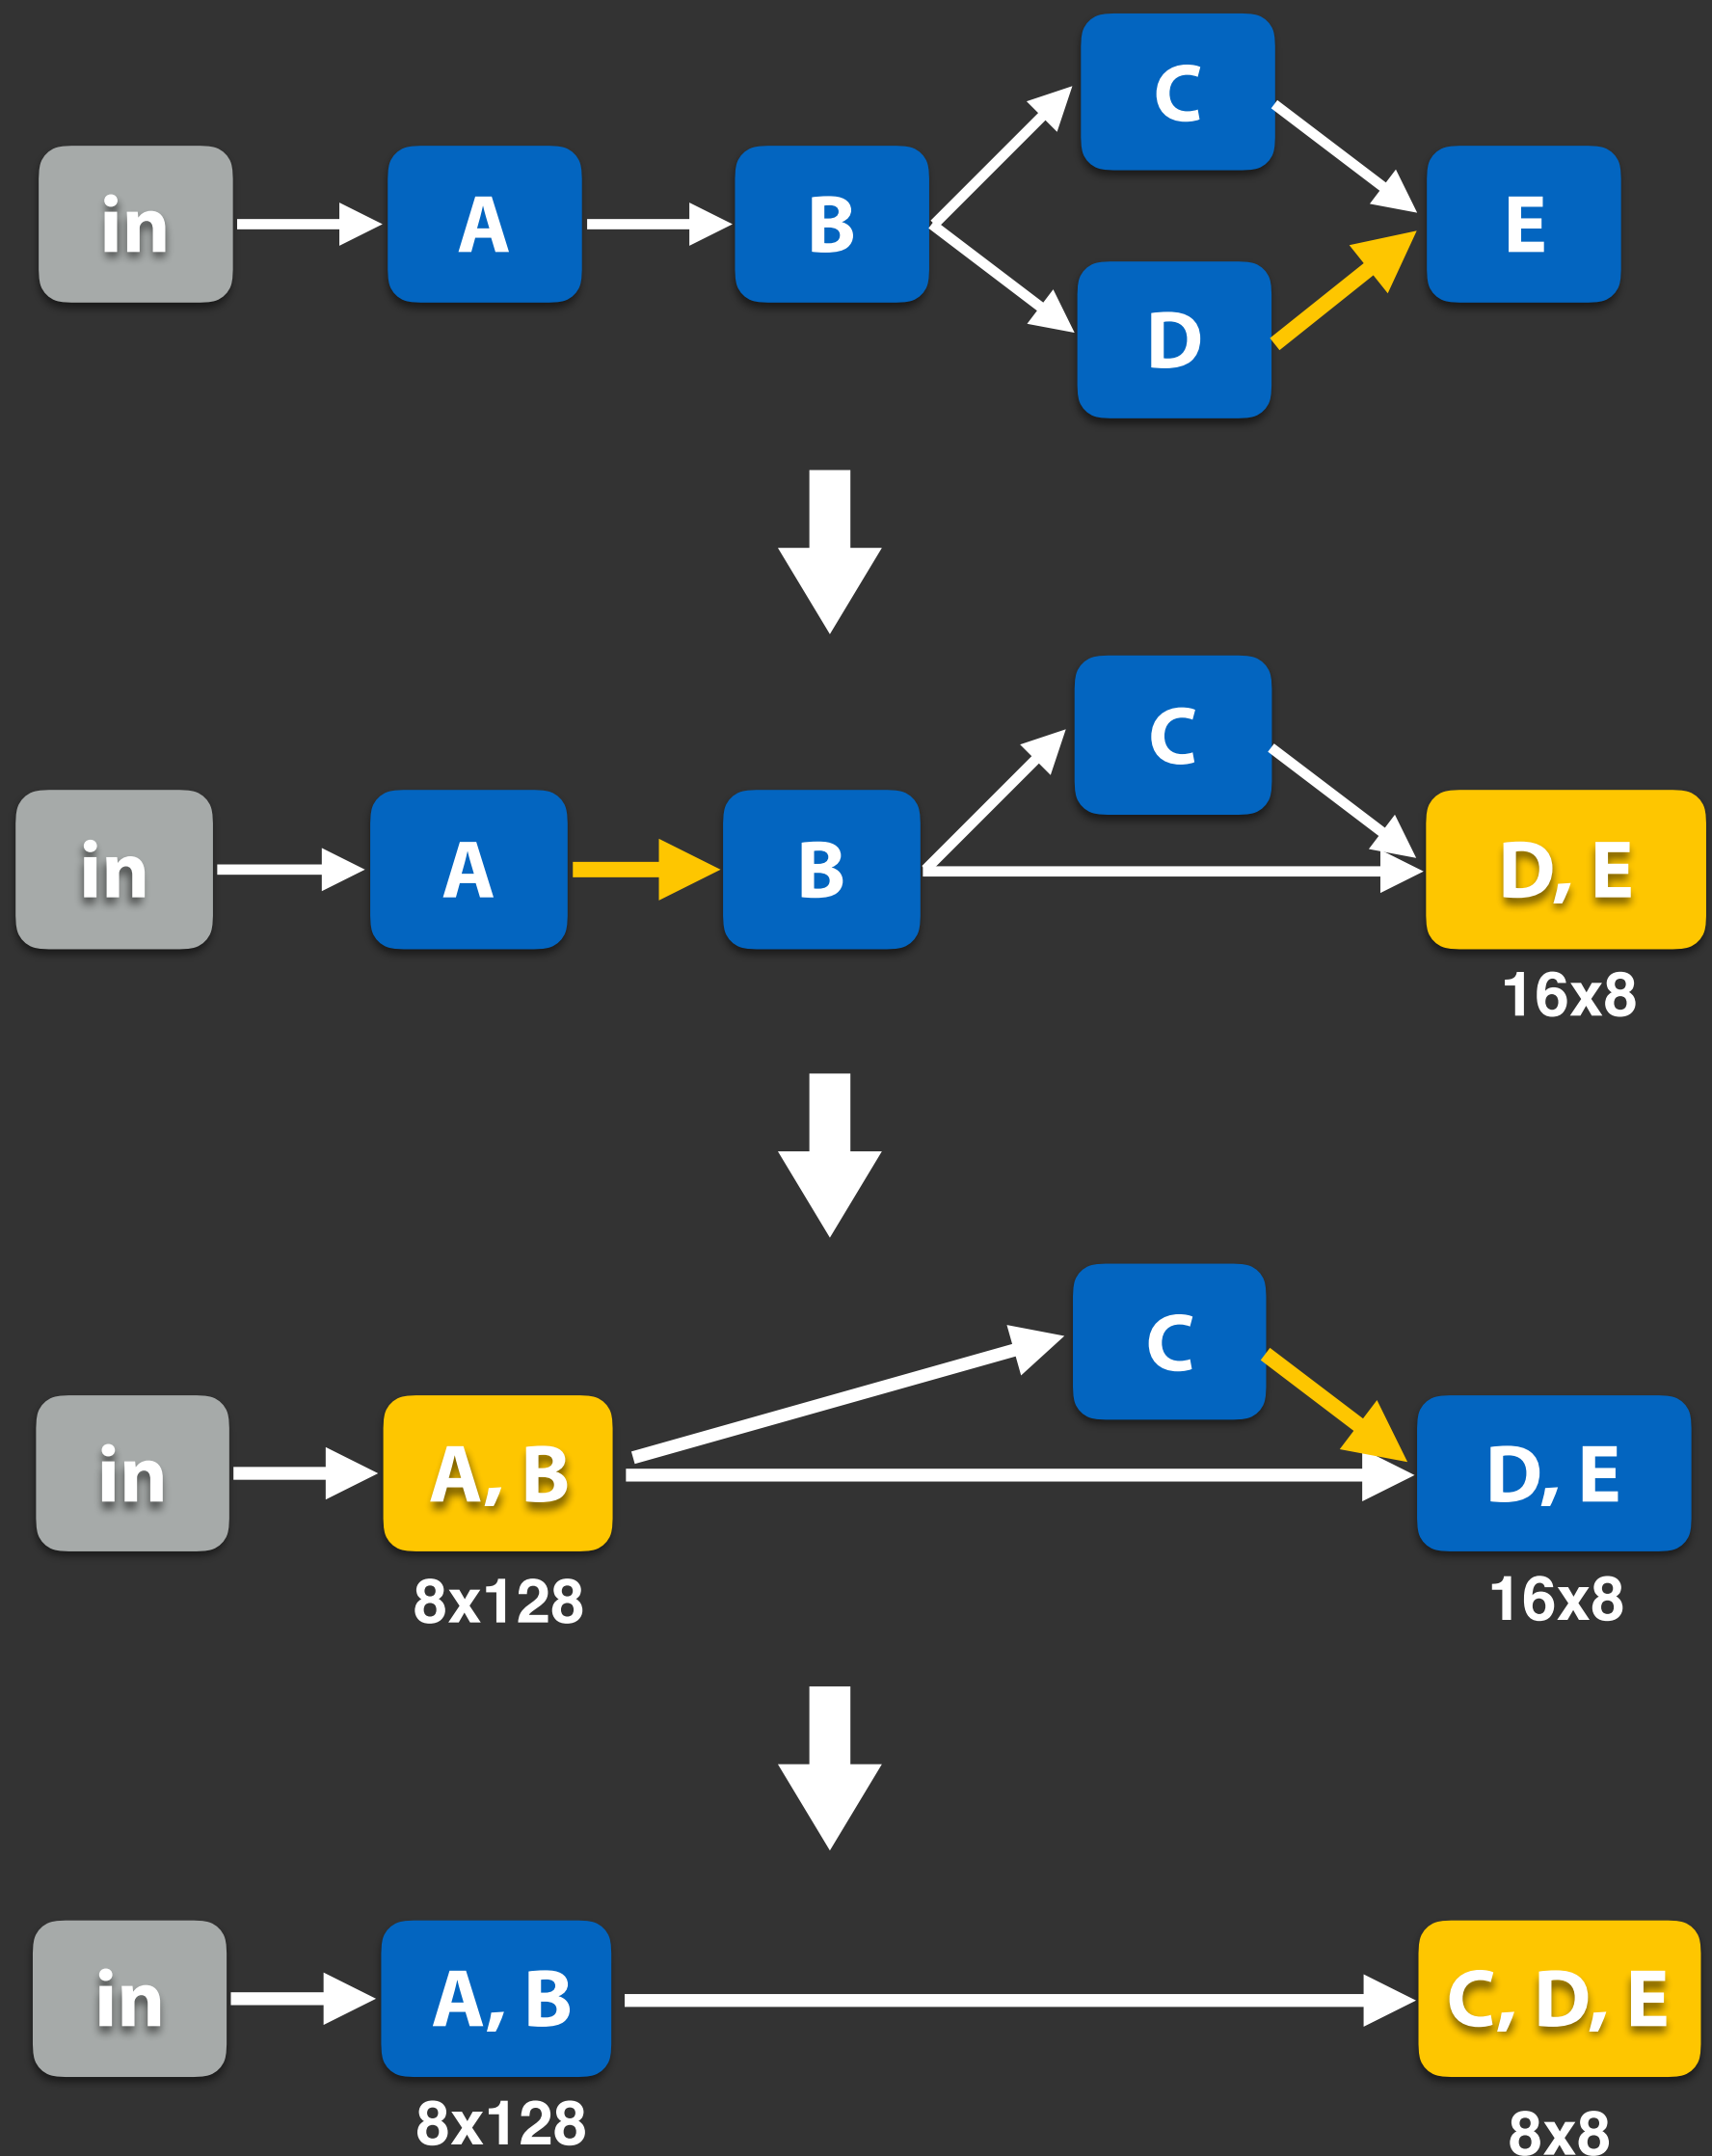 C
in
A
B
E
D
C
in
A
B
D, E
16x8
C
in
A, B
D, E
8x128
16x8
in
A, B
C, D, E
8x128
8x8